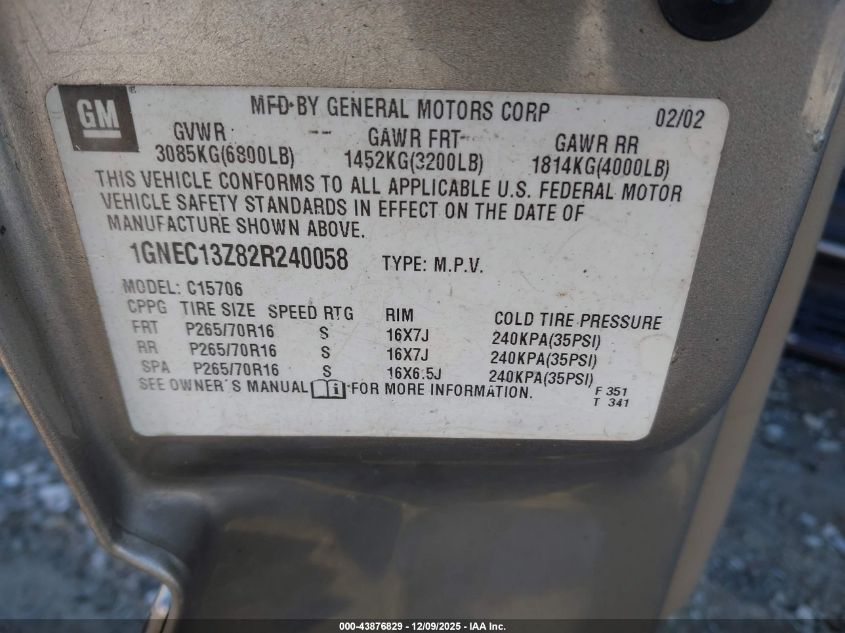 GM
MFD BY GENERAL MOTORS CORP 02/02
GVWR -- GAWR FRT GAWR RR
3085KG(6800LB) 1452KG(3200LB) 1814KG(4000LB)
THIS VEHICLE CONFORMS TO ALL APPLICABLE U.S. FEDERAL MOTOR
VEHICLE SAFETY STANDARDS IN EFFECT ON THE DATE OF
MANUFACTURE SHOWN ABOVE.
1GNEC13Z82R240058 TYPE: M.P.V.
MODEL: C15706
CPPG TIRE SIZE SPEED RTG RIM COLD TIRE PRESSURE
FRT P265/70R16 S 16X7J 240KPA(35PSI)
RR P265/70R16 S 16X7J 240KPA(35PSI)
SPA P265/70R16 S 16X6.5J 240KPA(35PSI)
SEE OWNER'S MANUAL i FOR MORE INFORMATION.
F 351
T 341
000-43876829 | 12/09/2025 - IAA Inc.